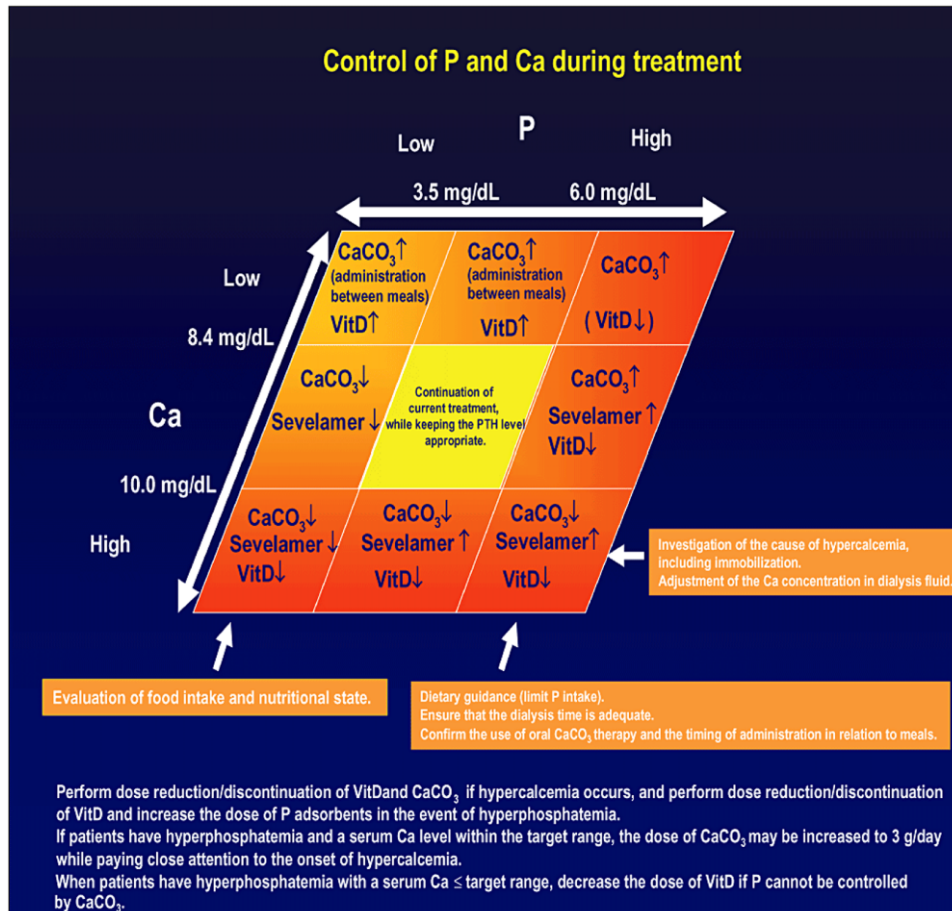 Control of P and Ca during treatment
P
Low
High
3.5 mg/dL
6.0 mg/dL
Ca
Low
8.4 mg/dL
10.0 mg/dL
High
CaCO₃↑
(administration
between meals)
VitD↑
CaCO₃↑
(administration
between meals)
VitD↑
CaCO₃↑
( VitD↓)
CaCO₃↓
Sevelamer↓
Continuation of
current treatment,
while keeping the PTH level
appropriate.
CaCO₃↑
Sevelamer↑
VitD↓
CaCO₃↓
Sevelamer↓
VitD↓
CaCO₃↓
Sevelamer↑
VitD↓
CaCO₃↓
Sevelamer↑
VitD↓
Investigation of the cause of hypercalcemia,
including immobilization.
Adjustment of the Ca concentration in dialysis fluid.
Evaluation of food intake and nutritional state.
Dietary guidance (limit P intake).
Ensure that the dialysis time is adequate.
Confirm the use of oral CaCO₃ therapy and the timing of administration in relation to meals.
Perform dose reduction/discontinuation of VitDand CaCO₃ if hypercalcemia occurs, and perform dose reduction/discontinuation
of VitD and increase the dose of P adsorbents in the event of hyperphosphatemia.
If patients have hyperphosphatemia and a serum Ca level within the target range, the dose of CaCO₃ may be increased to 3 g/day
while paying close attention to the onset of hypercalcemia.
When patients have hyperphosphatemia with a serum Ca ≤ target range, decrease the dose of VitD if P cannot be controlled
by CaCO₃.